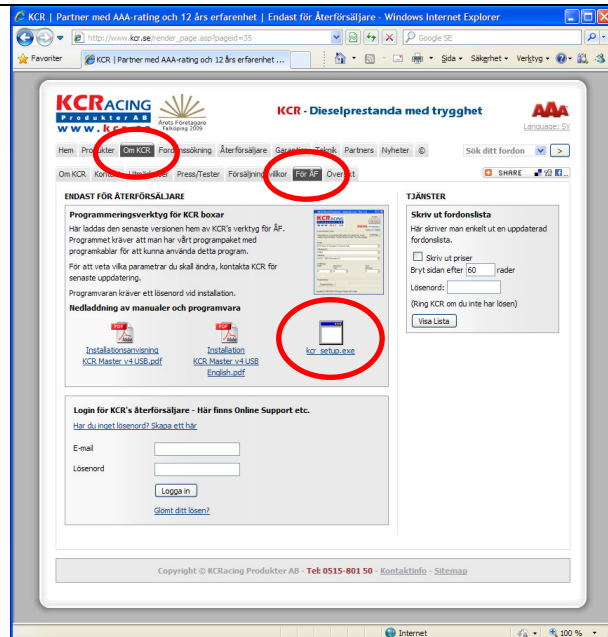 KCR | Partner med AAA-rating och 12 års erfarenhet | Endast för Återförsäljare - Windows Internet Explorer
http://www.kcr.se/render_page.asp?pageid=35
Google SE
Favoriter
KCR | Partner med AAA-rating och 12 års erfarenhet ...
Sida
Säkerhet
Verktyg
KCRACING
Produkter AB
www.kcr.se
Årets Företagare
Falköping 2009
KCR - Dieselprestanda med trygghet
AAA
Language: SV
Hem Produkter Om KCR Återförsäljare Teknik Partners Nyheter ©
Sök ditt fordon >
Om KCR Press/Tester För ÅF
SHARE
ENDAST FÖR ÅTERFÖRSÄLJARE
Programmeringsverktyg för KCR boxar
Här laddas den senaste versionen hem av KCR's verktyg för ÅF.
Programmet kräver att man har vårt programpaket med
programkablar för att kunna använda detta program.
För att veta vilka parametrar du skall ändra, kontakta KCR för
senaste uppdatering.
Programvaran kräver ett lösenord vid installation.
Nedladdning av manualer och programvara
Installationsanvisning
KCR Master v4 USB.pdf
Installation
KCR Master v4 USB
English.pdf
kcr setup.exe
TJÄNSTER
Skriv ut fordonslista
Här skriver man enkelt ut en uppdaterad
fordonslista.
Skriv ut priser
Bryt sidan efter 60 rader
Lösenord:
(Ring KCR om du inte har lösen)
Visa Lista
Login för KCR's återförsäljare - Här finns Online Support etc.
Har du inget lösenord? Skapa ett här
E-mail
Lösenord
Logga in
Glömt ditt lösen?
Copyright © KCRacing Produkter AB - Tel: 0515-801 50 - Kontaktinfo - Sitemap
Internet
100 %